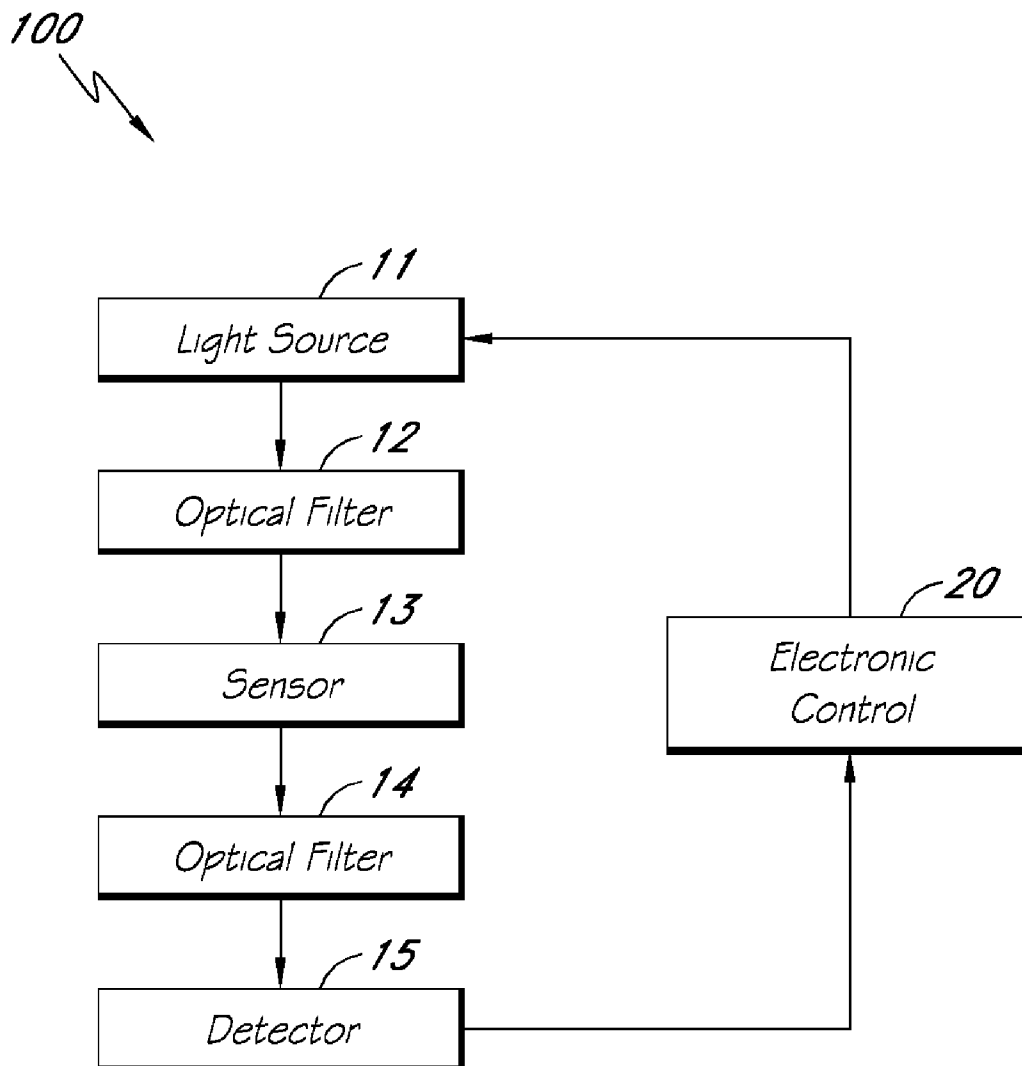 100
11
Light Source
12
Optical Filter
13
Sensor
20
Electronic
Control
14
Optical Filter
15
Detector